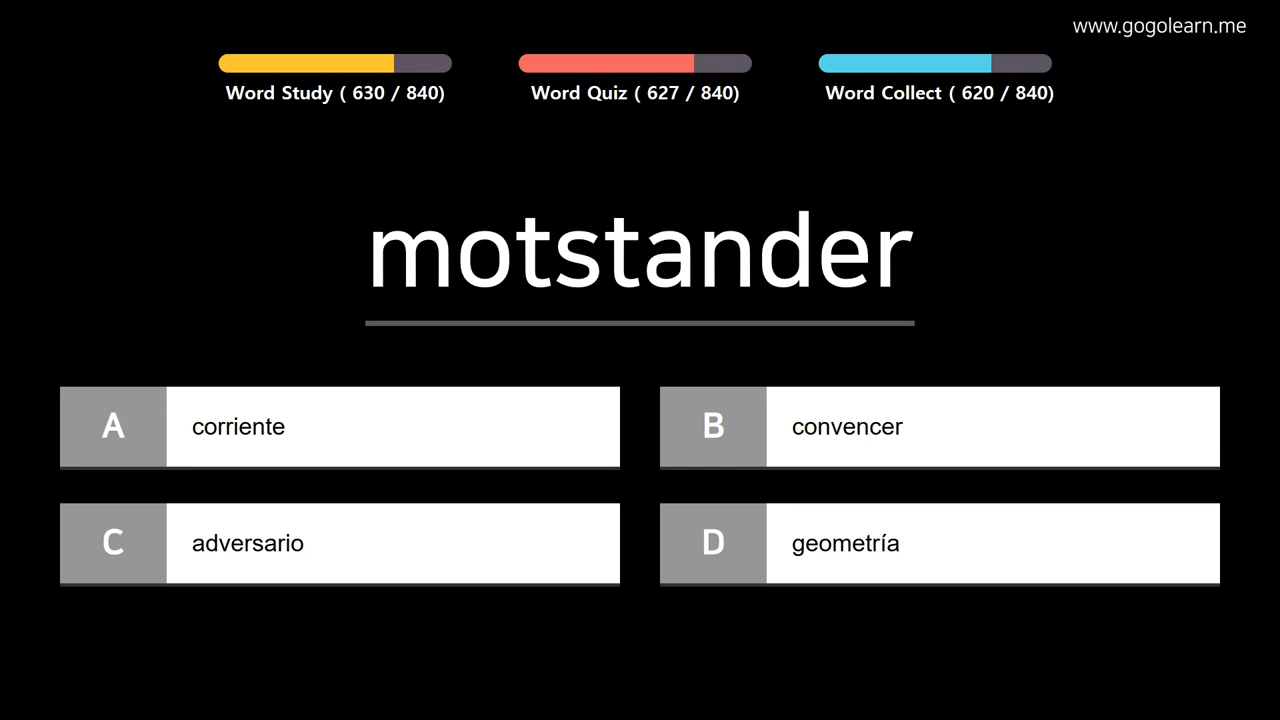 www.gogolearn.me
Word Study ( 630 / 840)
Word Quiz ( 627 / 840)
Word Collect ( 620 / 840)
motstander
A corriente
B convencer
C adversario
D geometría